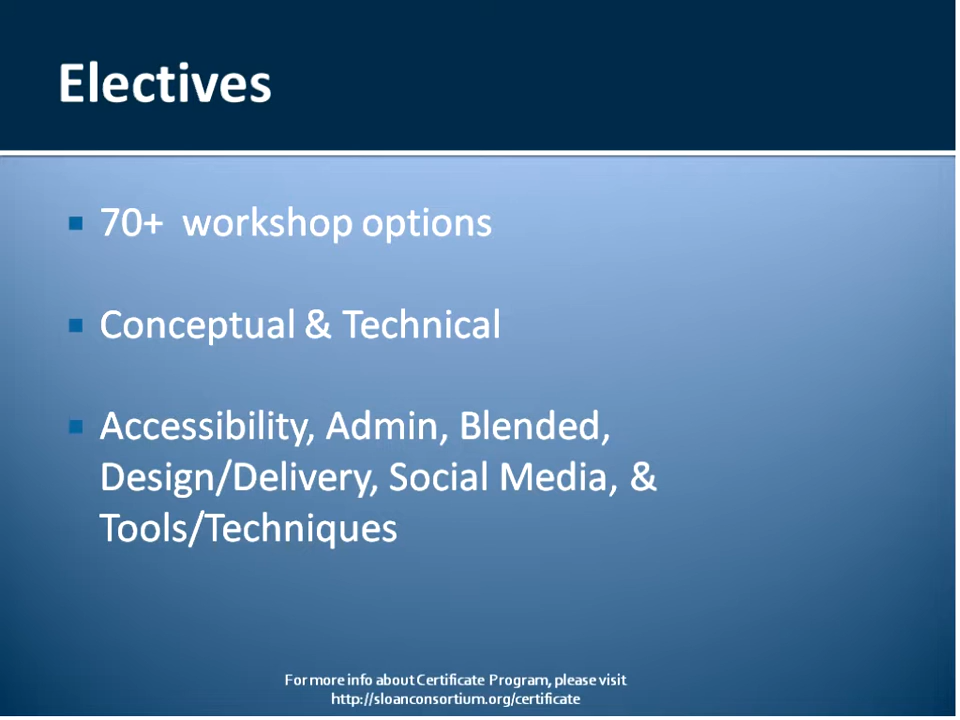 Electives
70+ workshop options
Conceptual & Technical
Accessibility, Admin, Blended,
Design/Delivery, Social Media, &
Tools/Techniques
For more info about Certificate Program, please visit
http://sloanconsortium.org/certificate